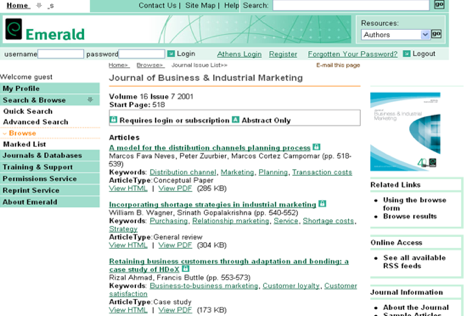 Home
Contact Us | Site Map | Help Search: go
Emerald
Resources:
Authors go
username password Login Athens Login Register Forgotten Your Password? Logout
Home> Browse> Journal Issue List>> E-mail this page
Welcome guest
My Profile
Search & Browse
Quick Search
Advanced Search
– Browse
Marked List
Journals & Databases
Training & Support
Permissions Service
Reprint Service
About Emerald
Journal of Business & Industrial Marketing
Volume 16 Issue 7 2001
Start Page: 518
Requires login or subscription A Abstract Only
Articles
A model for the distribution channels planning process
Marcos Fava Neves, Peter Zuurbier, Marcos Cortez Campomar (pp. 518-
539)
Keywords: Distribution channel, Marketing, Planning, Transaction costs
ArticleType:Conceptual Paper
View HTML | View PDF (285 KB)
Incorporating shortage strategies in industrial marketing
William B. Wagner, Srinath Gopalakrishna (pp. 540-552)
Keywords: Purchasing, Relationship marketing, Service, Shortage costs,
Strategy
ArticleType:General review
View HTML | View PDF (304 KB)
Retaining business customers through adaptation and bonding: a
case study of HDoX
Rizal Ahmad, Francis Buttle (pp. 553-573)
Keywords: Business-to-business marketing, Customer loyalty, Customer
satisfaction
ArticleType: Case study
View HTML | View PDF (173 KB)
Business & Industrial
Marketing
Related Links
• Using the browse
form
• Browse results
Online Access
• See all available
RSS feeds
Journal Information
• About the Journal
• Sample Articles